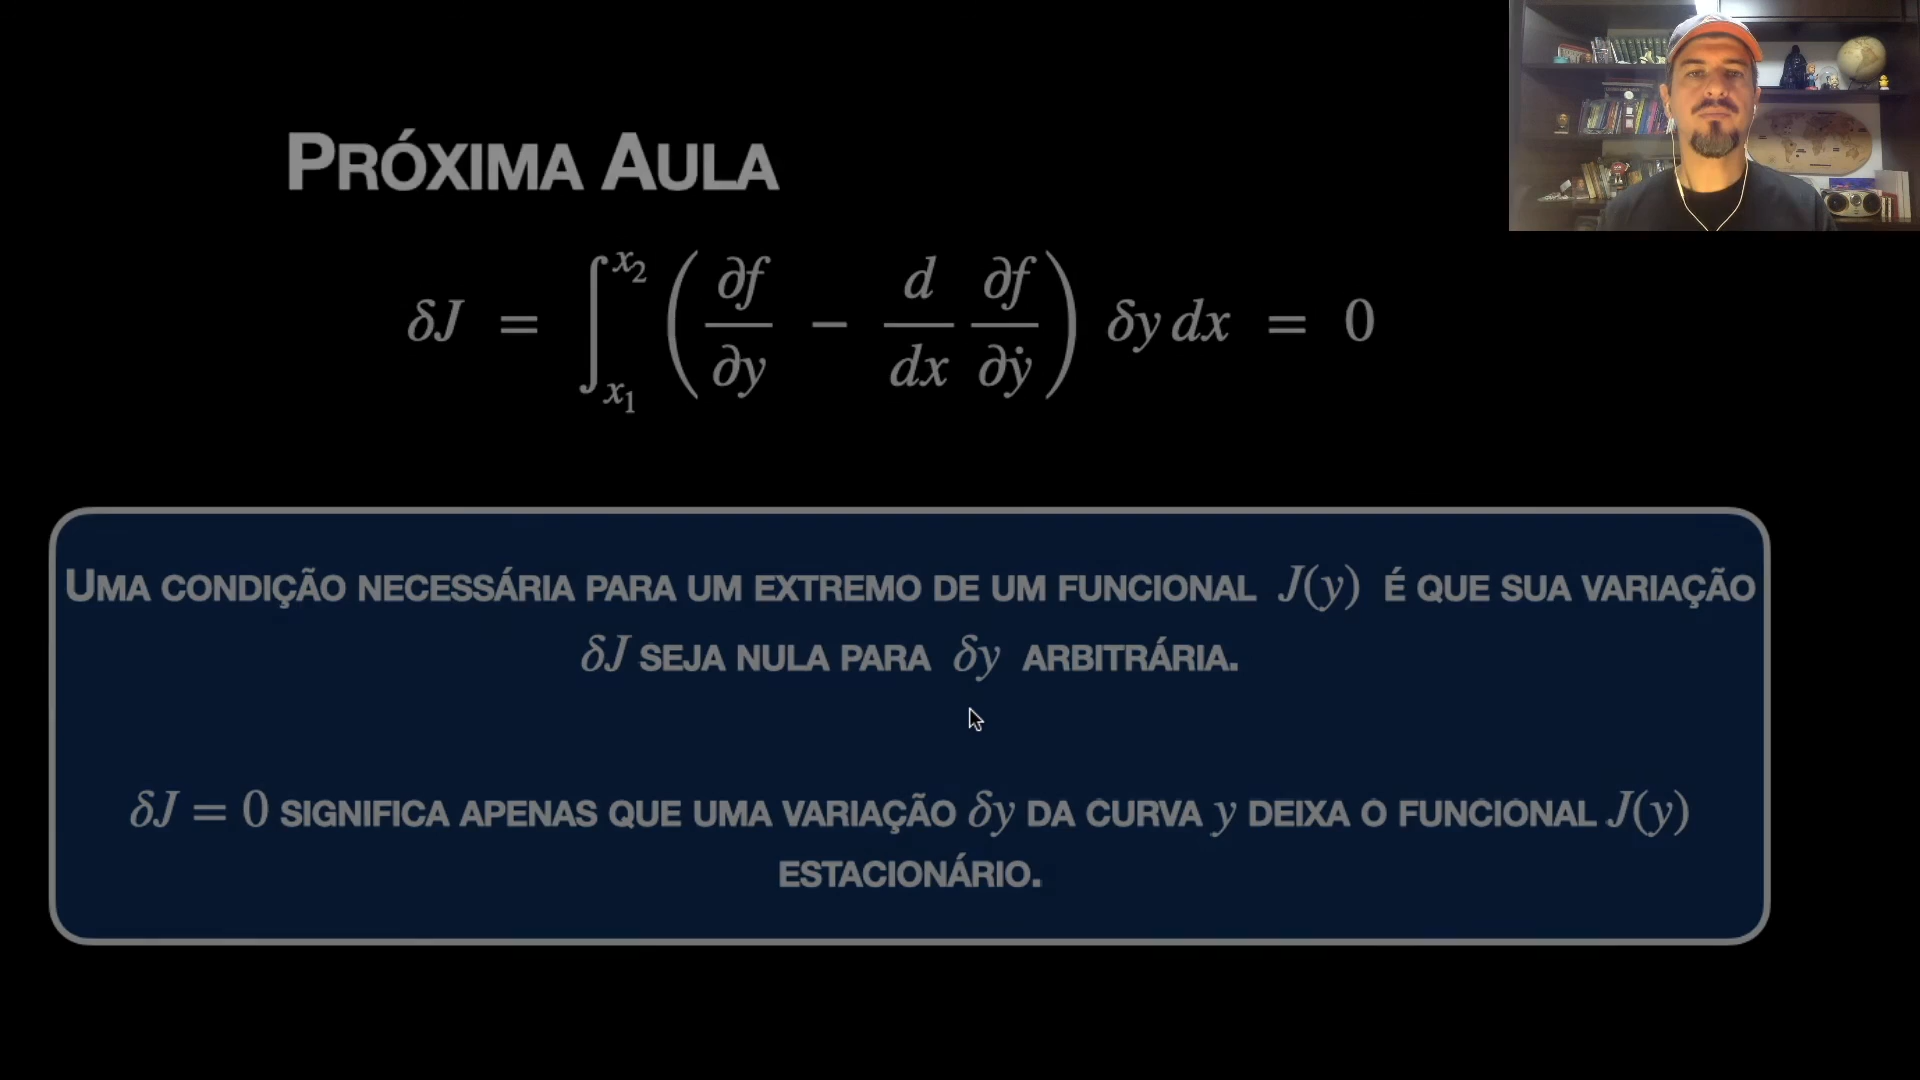 PRÓXIMA AULA
δJ = ∫_{x₁}^{x₂} ( ∂f/∂y − d/dx ∂f/∂ẏ ) δy dx = 0
UMA CONDIÇÃO NECESSÁRIA PARA UM EXTREMO DE UM FUNCIONAL J(y) É QUE SUA VARIAÇÃO
δJ SEJA NULA PARA δy ARBITRÁRIA.
δJ = 0 SIGNIFICA APENAS QUE UMA VARIAÇÃO δy DA CURVA y DEIXA O FUNCIONAL J(y)
ESTACIONÁRIO.